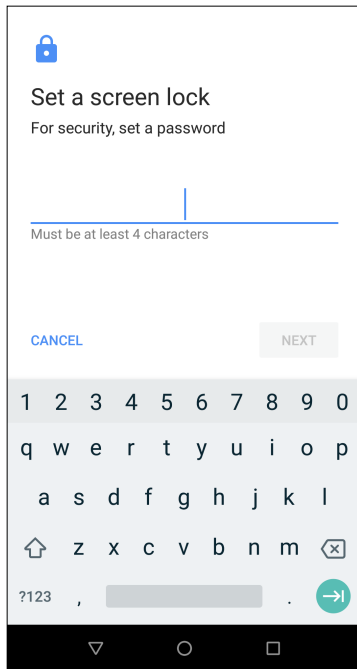 Set a screen lock
For security, set a password
Must be at least 4 characters
CANCEL NEXT
1 2 3 4 5 6 7 8 9 0
q w e r t y u i o p
a s d f g h j k l
z x c v b n m
?123 , .